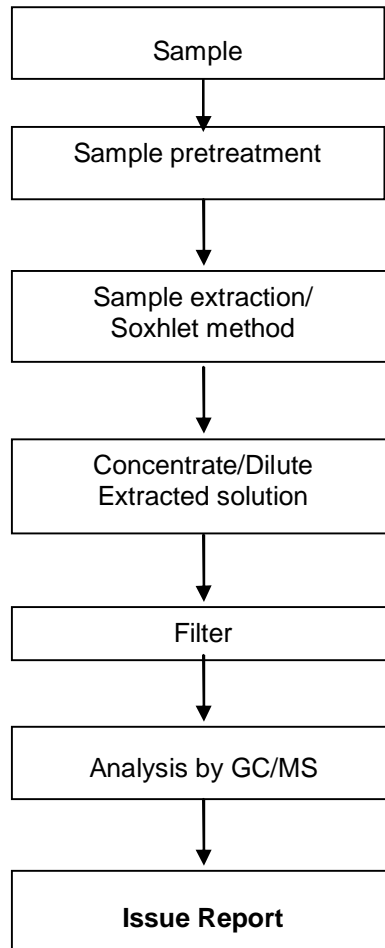 Sample
Sample pretreatment
Sample extraction/
Soxhlet method
Concentrate/Dilute
Extracted solution
Filter
Analysis by GC/MS
Issue Report